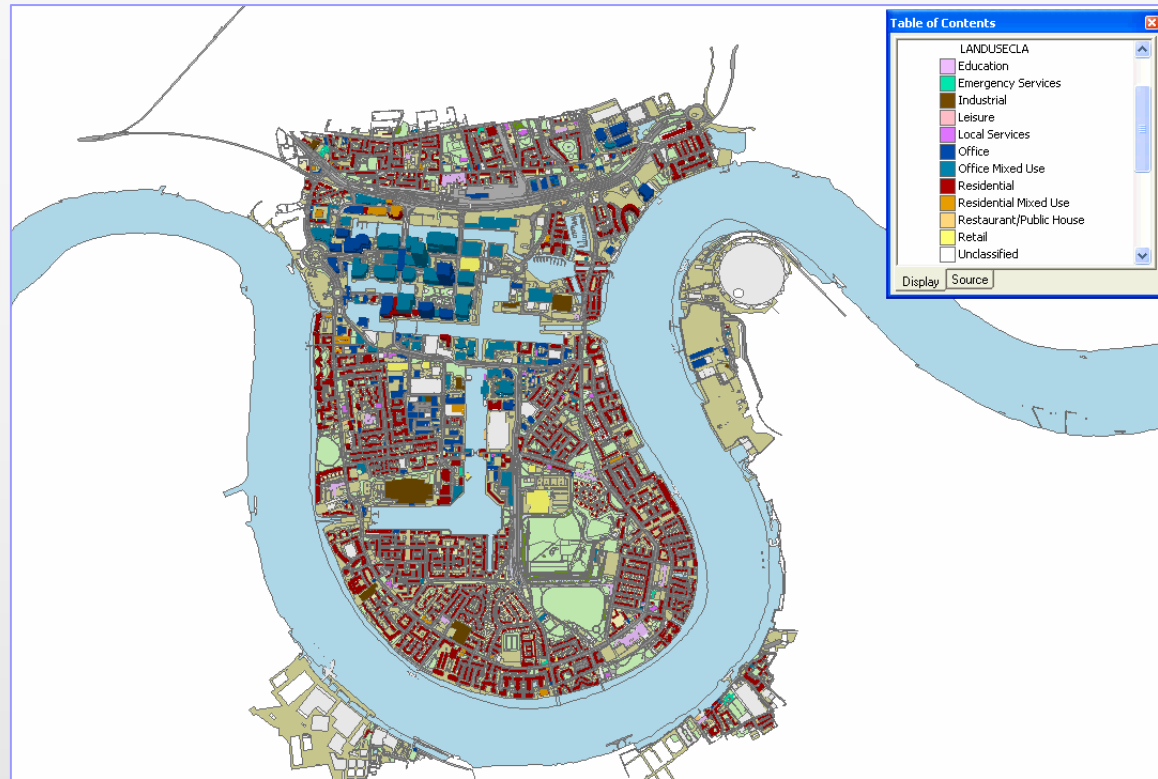 Table of Contents
LANDUSECLA
Education
Emergency Services
Industrial
Leisure
Local Services
Office
Office Mixed Use
Residential
Residential Mixed Use
Restaurant/Public House
Retail
Unclassified
Display Source